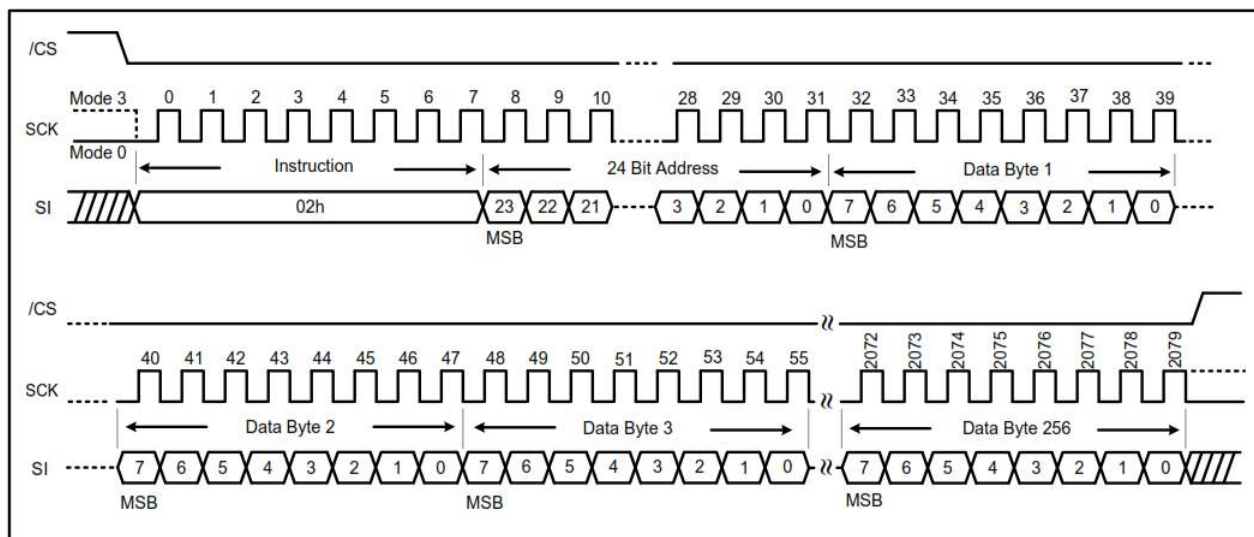 /CS
Mode 3 0 1 2 3 4 5 6 7 8 9 10 28 29 30 31 32 33 34 35 36 37 38 39
SCK
Mode 0
Instruction 24 Bit Address Data Byte 1
SI 02h 23 22 21 3 2 1 0 7 6 5 4 3 2 1 0
MSB MSB
/CS
40 41 42 43 44 45 46 47 48 49 50 51 52 53 54 55 2072 2073 2074 2075 2076 2077 2078 2079
SCK
Data Byte 2 Data Byte 3 Data Byte 256
SI 7 6 5 4 3 2 1 0 7 6 5 4 3 2 1 0 7 6 5 4 3 2 1 0
MSB MSB MSB